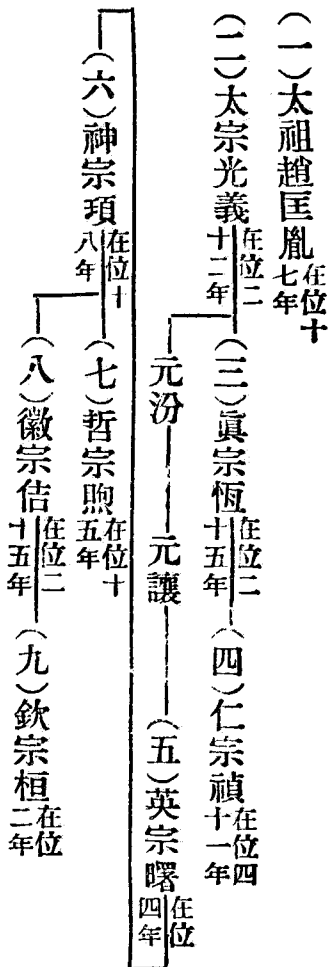 （一）太祖趙匡胤在位十七年
（二）太宗光義在位二十二年
（三）眞宗恆在位二十五年
（四）仁宗禎在位四十一年
元汾
元讓
（五）英宗曙在位四年
（六）神宗頊在位十八年
（七）哲宗煦在位十五年
（八）徽宗佶在位二十五年
（九）欽宗桓在位二年